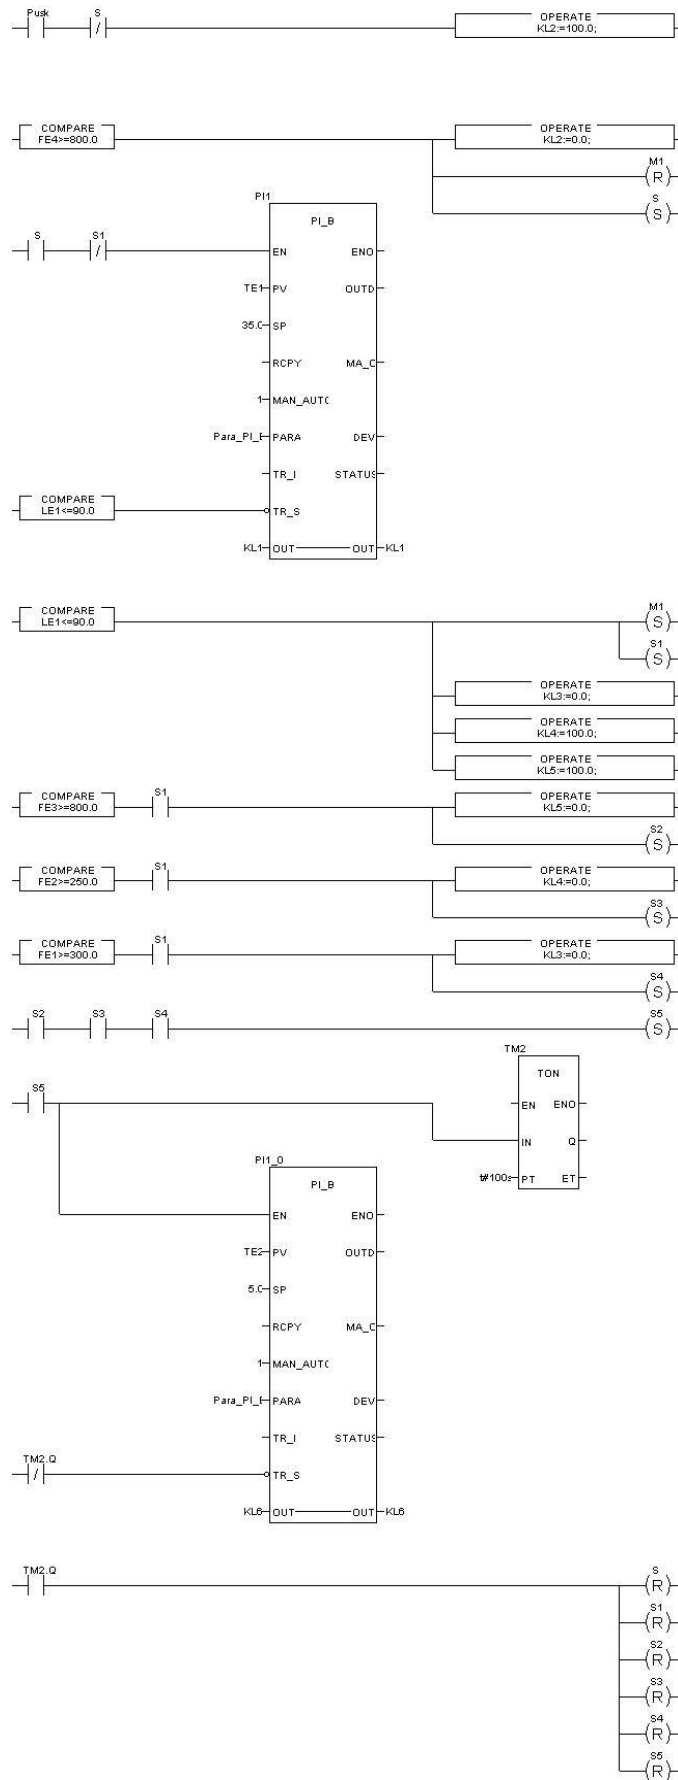 Pusk S OPERATE
KL2:=100.0;
COMPARE OPERATE
FE4>=800.0 KL2:=0.0;
M1
R
S
S
PI1
PI_B
S S1
EN ENO
TE1 PV OUTD
35.0 SP
RCPY MA_C
1 MAN_AUTO
Para_PI_B PARA DEV
TR_I STATUS
COMPARE
LE1<=90.0 TR_S
KL1 OUT OUT KL1
COMPARE M1
LE1<=90.0 S
S1
S
OPERATE
KL3:=0.0;
OPERATE
KL4:=100.0;
OPERATE
KL5:=100.0;
COMPARE S1 OPERATE
FE3>=800.0 KL5:=0.0;
S2
S
COMPARE S1 OPERATE
FE2>=250.0 KL4:=0.0;
S3
S
COMPARE S1 OPERATE
FE1>=300.0 KL3:=0.0;
S4
S
S2 S3 S4 S5
S
TM2
TON
S5
EN ENO
IN Q
t#100s PT ET
PI1_0
PI_B
EN ENO
TE2 PV OUTD
5.0 SP
RCPY MA_C
1 MAN_AUTO
Para_PI_B PARA DEV
TR_I STATUS
TM2.Q
TR_S
KL6 OUT OUT KL6
TM2.Q S
R
S1
R
S2
R
S3
R
S4
R
S5
R